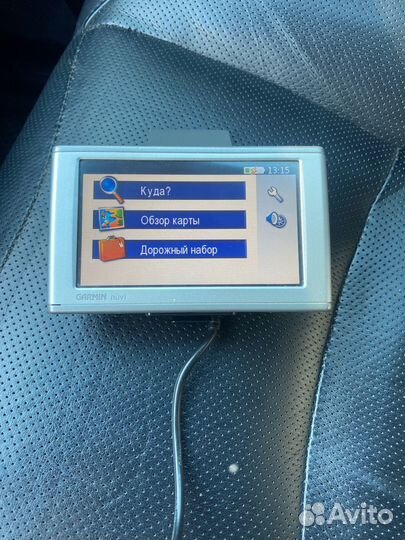 13:15
Куда?
Обзор карты
Дорожный набор
GARMIN nüvi
Avito